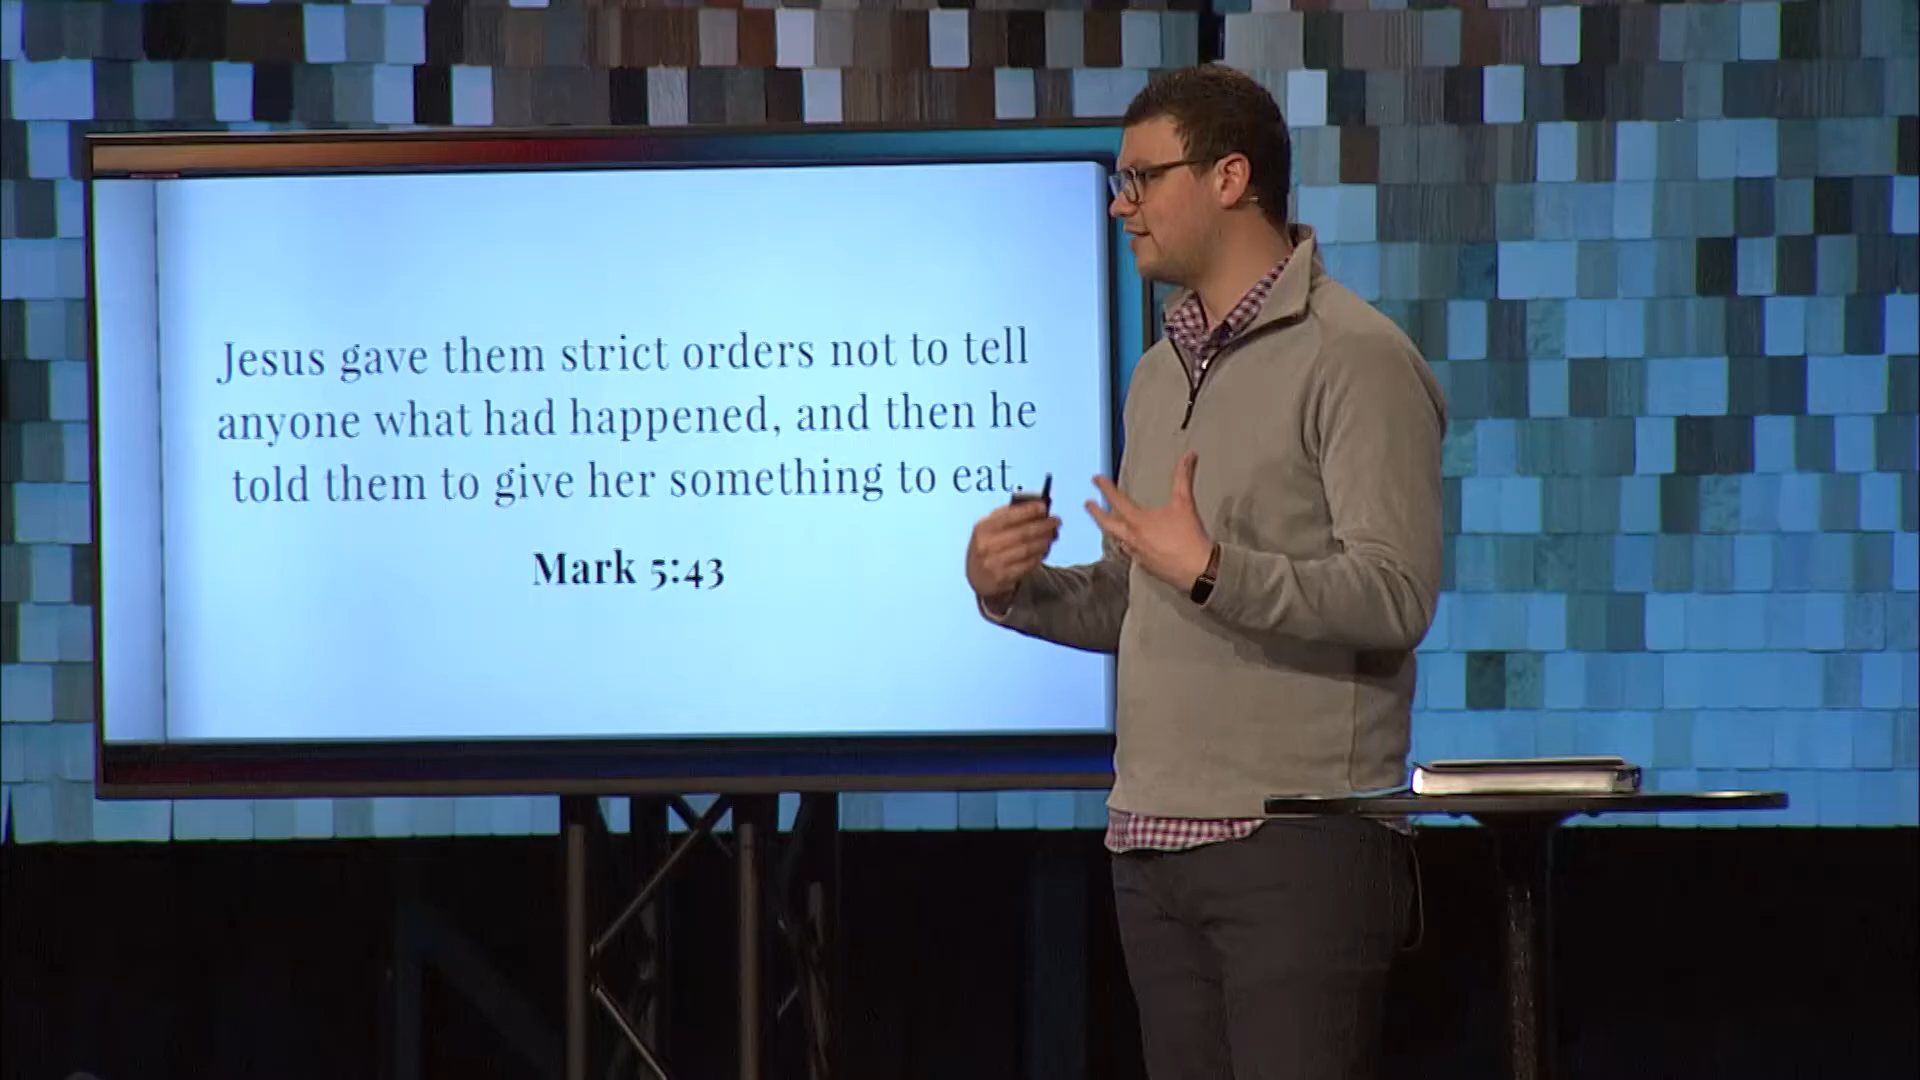 Jesus gave them strict orders not to tell
anyone what had happened, and then he
told them to give her something to eat.
Mark 5:43